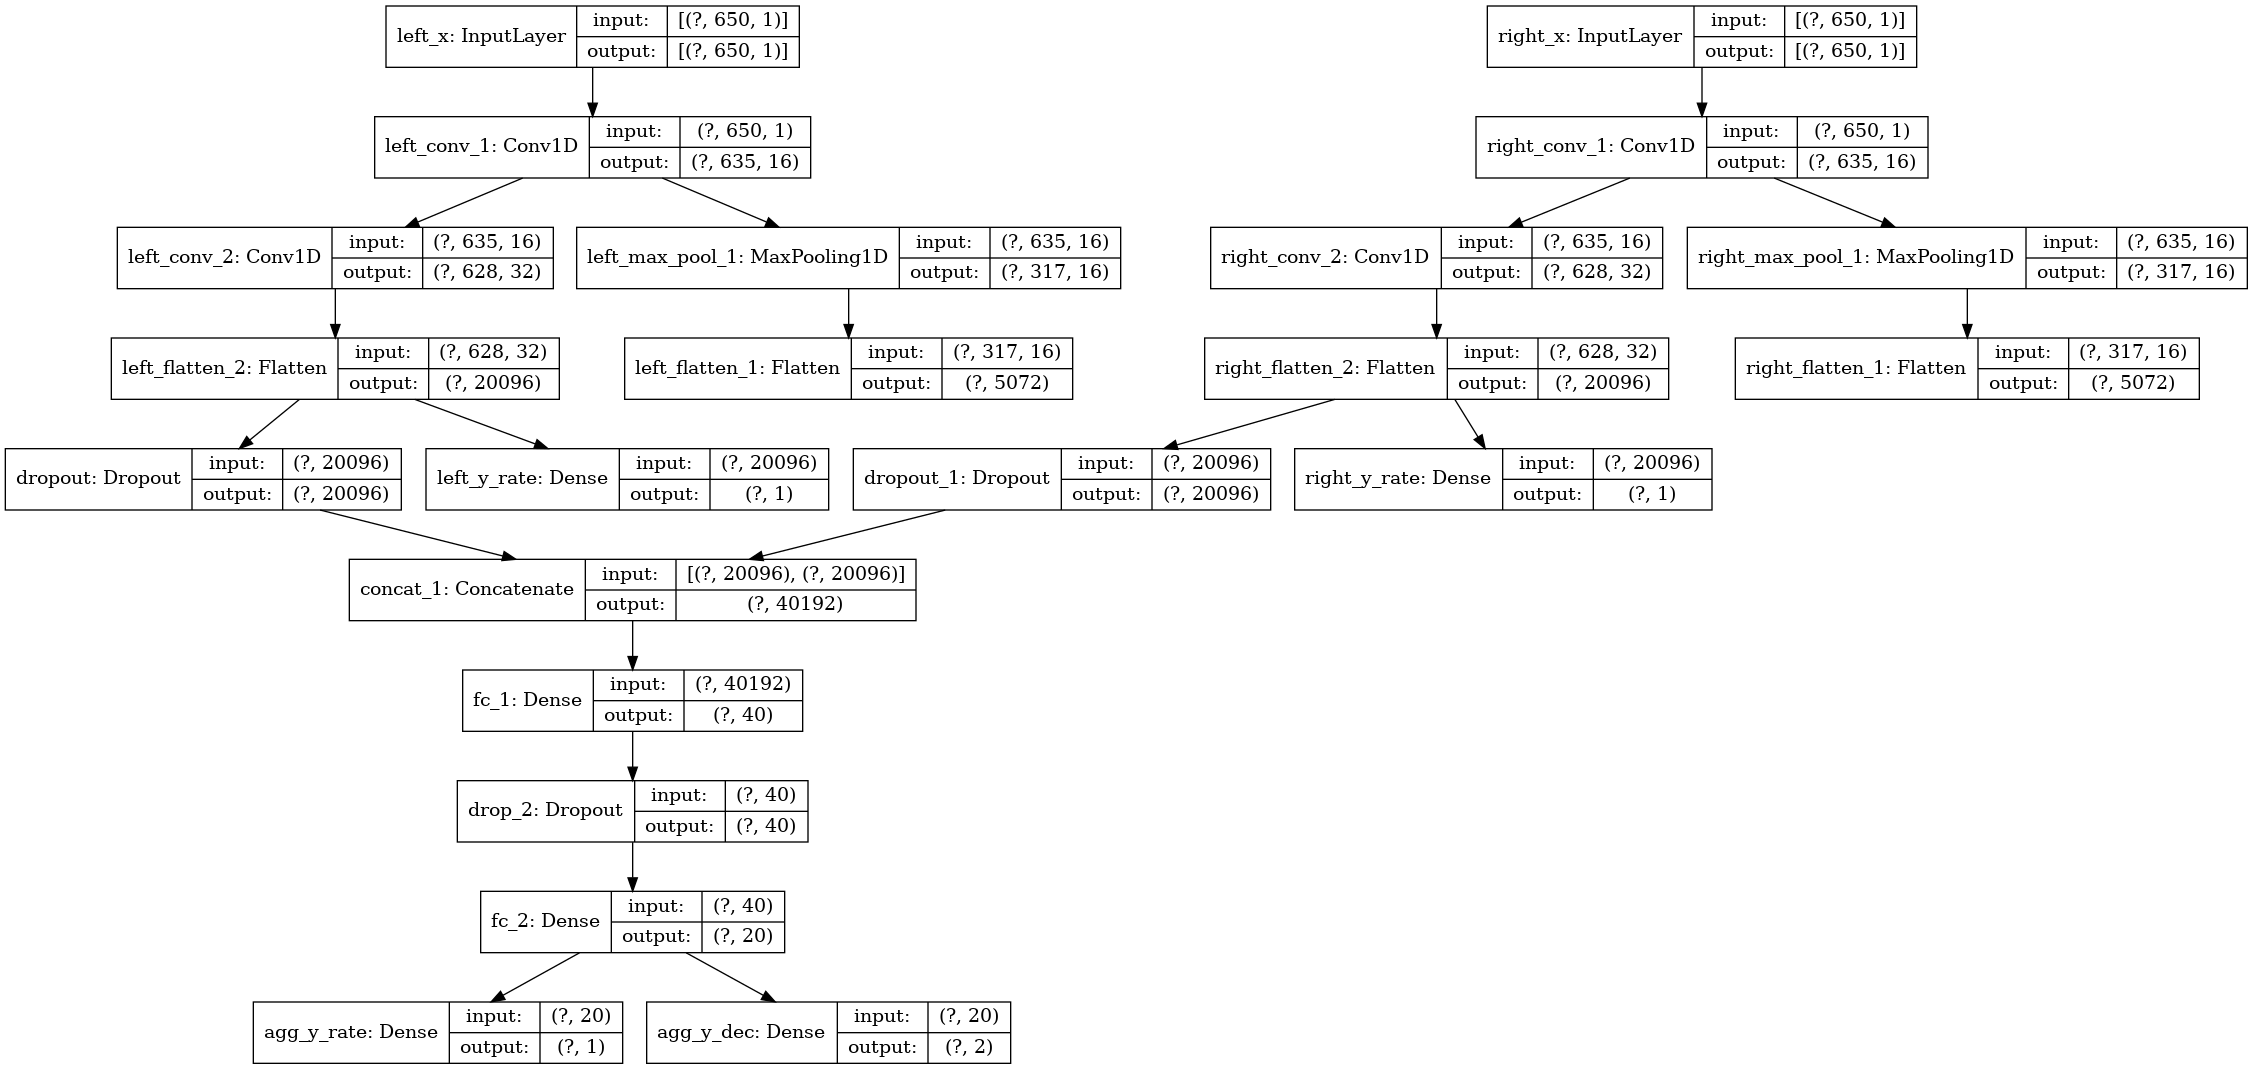 left_x: InputLayer
input:
[(?, 650, 1)]
output:
[(?, 650, 1)]
right_x: InputLayer
input:
[(?, 650, 1)]
output:
[(?, 650, 1)]
left_conv_1: Conv1D
input:
(?, 650, 1)
output:
(?, 635, 16)
right_conv_1: Conv1D
input:
(?, 650, 1)
output:
(?, 635, 16)
left_conv_2: Conv1D
input:
(?, 635, 16)
output:
(?, 628, 32)
left_max_pool_1: MaxPooling1D
input:
(?, 635, 16)
output:
(?, 317, 16)
right_conv_2: Conv1D
input:
(?, 635, 16)
output:
(?, 628, 32)
right_max_pool_1: MaxPooling1D
input:
(?, 635, 16)
output:
(?, 317, 16)
left_flatten_2: Flatten
input:
(?, 628, 32)
output:
(?, 20096)
left_flatten_1: Flatten
input:
(?, 317, 16)
output:
(?, 5072)
right_flatten_2: Flatten
input:
(?, 628, 32)
output:
(?, 20096)
right_flatten_1: Flatten
input:
(?, 317, 16)
output:
(?, 5072)
dropout: Dropout
input:
(?, 20096)
output:
(?, 20096)
left_y_rate: Dense
input:
(?, 20096)
output:
(?, 1)
dropout_1: Dropout
input:
(?, 20096)
output:
(?, 20096)
right_y_rate: Dense
input:
(?, 20096)
output:
(?, 1)
concat_1: Concatenate
input:
[(?, 20096), (?, 20096)]
output:
(?, 40192)
fc_1: Dense
input:
(?, 40192)
output:
(?, 40)
drop_2: Dropout
input:
(?, 40)
output:
(?, 40)
fc_2: Dense
input:
(?, 40)
output:
(?, 20)
agg_y_rate: Dense
input:
(?, 20)
output:
(?, 1)
agg_y_dec: Dense
input:
(?, 20)
output:
(?, 2)